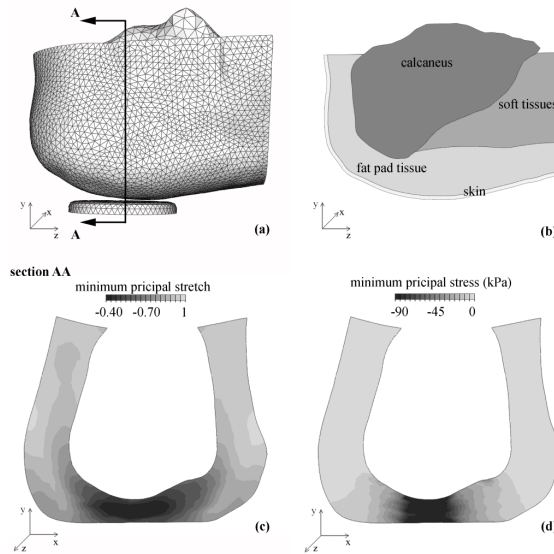 A
A
y
x
z
(a)
calcaneus
soft tissues
fat pad tissue
skin
y
x
z
(b)
section AA
minimum pricipal stretch
-0.40 -0.70 1
y
x
z
(c)
minimum pricipal stress (kPa)
-90 -45 0
y
x
z
(d)